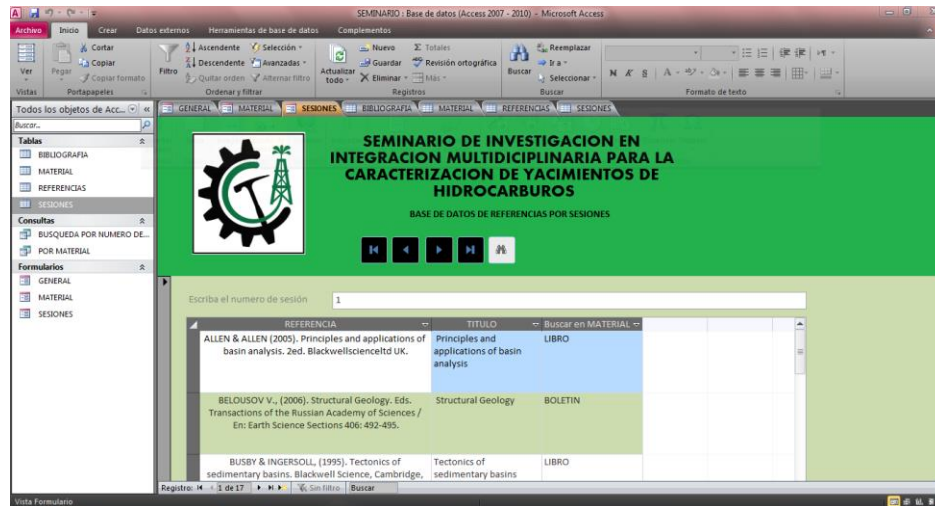 SEMINARIO : Base de datos (Access 2007 - 2010) - Microsoft Access
Archivo Inicio Crear Datos externos Herramientas de base de datos Complementos
Ver
Vistas
Pegar
Cortar
Copiar
Copiar formato
Portapapeles
Filtro
Ascendente
Descendente
Quitar orden
Selección
Avanzadas
Alternar filtro
Ordenar y filtrar
Actualizar todo
Nuevo
Guardar
Eliminar
Totales
Revisión ortográfica
Más
Registros
Buscar
Reemplazar
Ir a
Seleccionar
Buscar
N K S
Formato de texto
Todos los objetos de Acc...
Buscar...
Tablas
BIBLIOGRAFIA
MATERIAL
REFERENCIAS
SESIONES
Consultas
BUSQUEDA POR NUMERO DE...
POR MATERIAL
Formularios
GENERAL
MATERIAL
SESIONES
GENERAL MATERIAL SESIONES BIBLIOGRAFIA MATERIAL REFERENCIAS SESIONES
SEMINARIO DE INVESTIGACION EN
INTEGRACION MULTIDICIPLINARIA PARA LA
CARACTERIZACION DE YACIMIENTOS DE
HIDROCARBUROS
BASE DE DATOS DE REFERENCIAS POR SESIONES
Escriba el numero de sesión 1
REFERENCIA TITULO Buscar en MATERIAL
ALLEN & ALLEN (2005). Principles and applications of
basin analysis. 2ed. Blackwellscienceltd UK.
Principles and
applications of basin
analysis
LIBRO
BELOUSOV V., (2006). Structural Geology. Eds.
Transactions of the Russian Academy of Sciences /
En: Earth Science Sections 406: 492-495.
Structural Geology
BOLETIN
BUSBY & INGERSOLL, (1995). Tectonics of
sedimentary basins. Blackwell Science, Cambridge,
Tectonics of
sedimentary basins
LIBRO
Registro: 1 de 17 Sin filtro Buscar
Vista Formulario